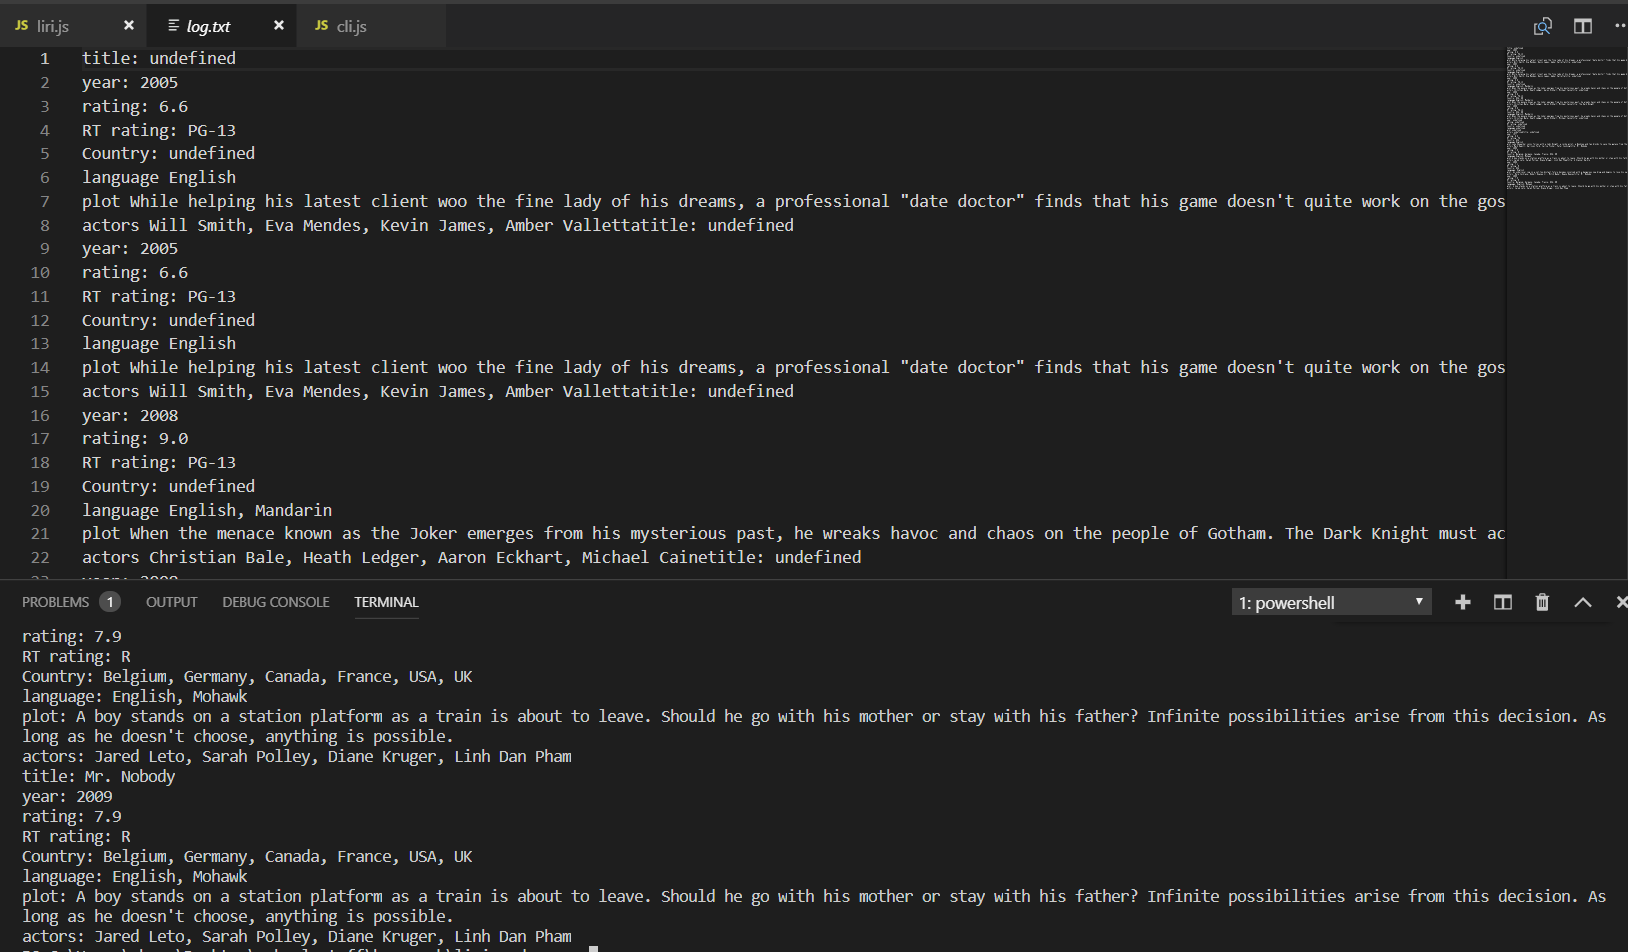 JS liri.js × log.txt × JS cli.js
1 title: undefined
2 year: 2005
3 rating: 6.6
4 RT rating: PG-13
5 Country: undefined
6 language English
7 plot While helping his latest client woo the fine lady of his dreams, a professional "date doctor" finds that his game doesn't quite work on the gos
8 actors Will Smith, Eva Mendes, Kevin James, Amber Vallettatitle: undefined
9 year: 2005
10 rating: 6.6
11 RT rating: PG-13
12 Country: undefined
13 language English
14 plot While helping his latest client woo the fine lady of his dreams, a professional "date doctor" finds that his game doesn't quite work on the gos
15 actors Will Smith, Eva Mendes, Kevin James, Amber Vallettatitle: undefined
16 year: 2008
17 rating: 9.0
18 RT rating: PG-13
19 Country: undefined
20 language English, Mandarin
21 plot When the menace known as the Joker emerges from his mysterious past, he wreaks havoc and chaos on the people of Gotham. The Dark Knight must ac
22 actors Christian Bale, Heath Ledger, Aaron Eckhart, Michael Cainetitle: undefined
23 year: 2008
PROBLEMS 1 OUTPUT DEBUG CONSOLE TERMINAL 1: powershell
rating: 7.9
RT rating: R
Country: Belgium, Germany, Canada, France, USA, UK
language: English, Mohawk
plot: A boy stands on a station platform as a train is about to leave. Should he go with his mother or stay with his father? Infinite possibilities arise from this decision. As
long as he doesn't choose, anything is possible.
actors: Jared Leto, Sarah Polley, Diane Kruger, Linh Dan Pham
title: Mr. Nobody
year: 2009
rating: 7.9
RT rating: R
Country: Belgium, Germany, Canada, France, USA, UK
language: English, Mohawk
plot: A boy stands on a station platform as a train is about to leave. Should he go with his mother or stay with his father? Infinite possibilities arise from this decision. As
long as he doesn't choose, anything is possible.
actors: Jared Leto, Sarah Polley, Diane Kruger, Linh Dan Pham